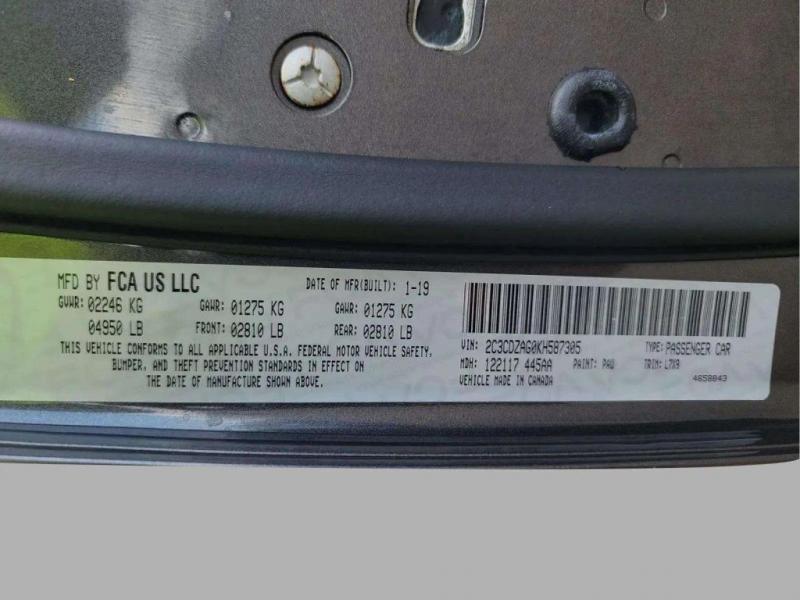 MFD BY FCA US LLC
DATE OF MFR(BUILT): 1-19
GVWR: 02246 KG
GAWR: 01275 KG
GAWR: 01275 KG
04950 LB
FRONT: 02810 LB
REAR: 02810 LB
THIS VEHICLE CONFORMS TO ALL APPLICABLE U.S.A. FEDERAL MOTOR VEHICLE SAFETY,
BUMPER, AND THEFT PREVENTION STANDARDS IN EFFECT ON
THE DATE OF MANUFACTURE SHOWN ABOVE.
VIN: 2C3CDZAG0KH587305
TYPE: PASSENGER CAR
MDH: 122117 445AA
PAINT: PAU
TRIM: L7X9
VEHICLE MADE IN CANADA
4658843